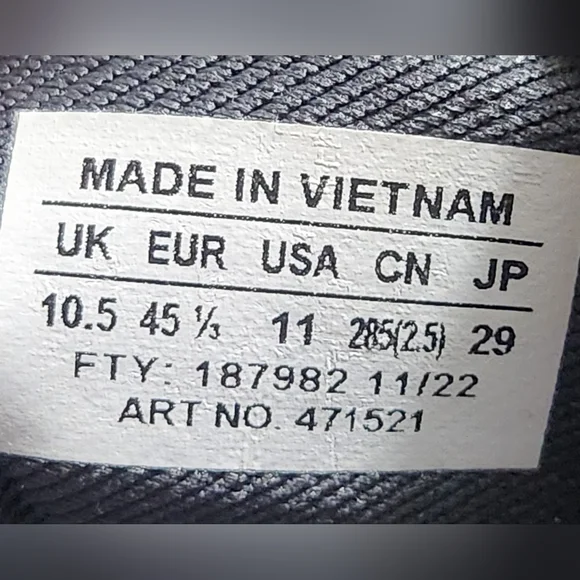 MADE IN VIETNAM
UK EUR USA CN JP
10.5 45 ⅓ 11 285(2.5) 29
FTY: 187982 11/22
ART NO. 471521